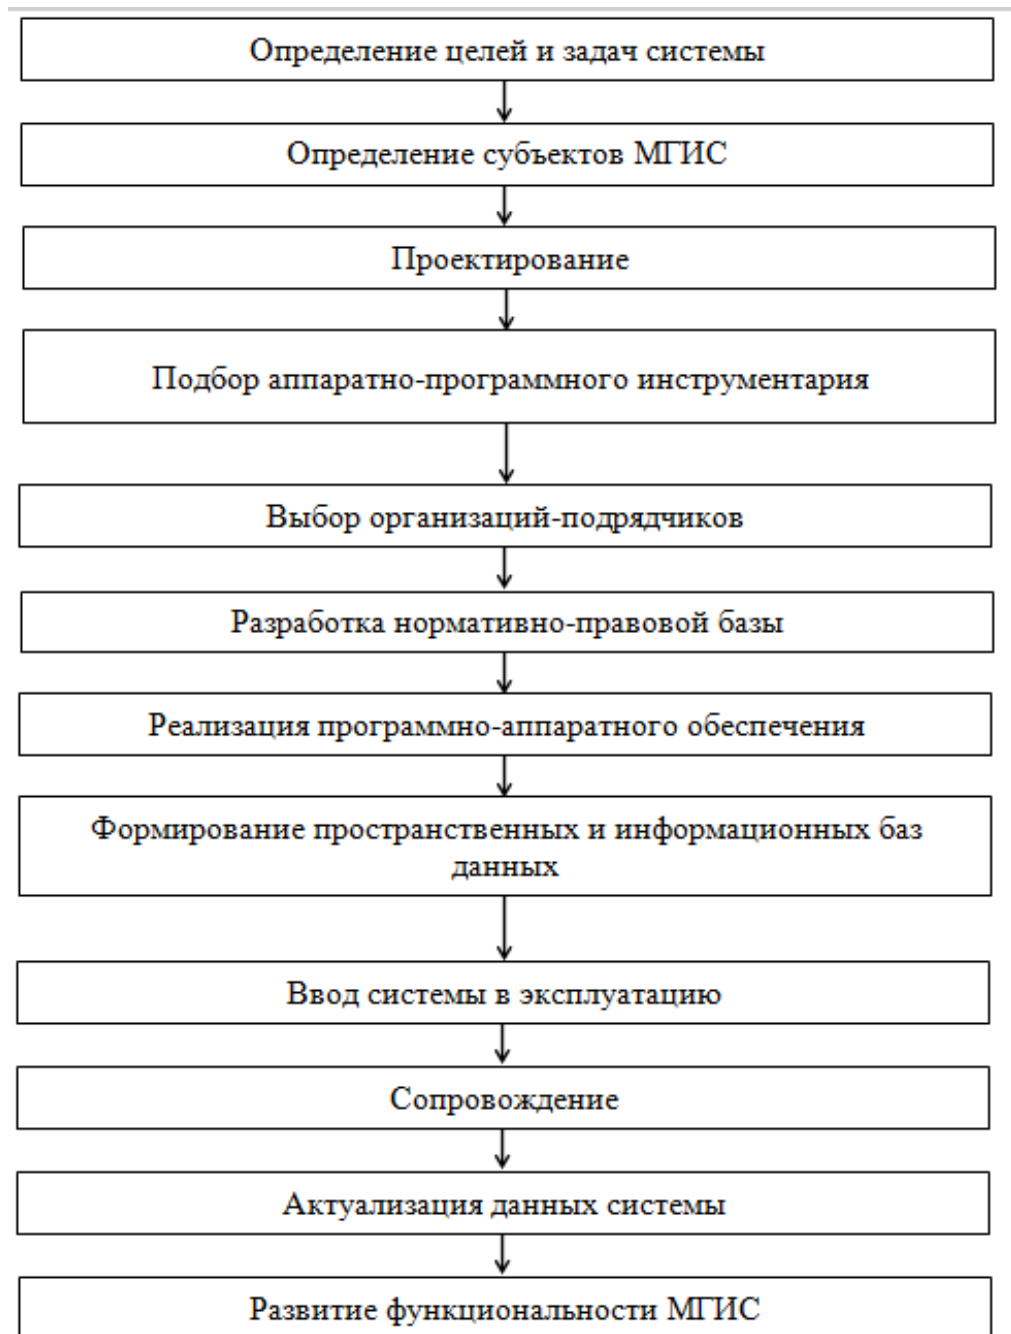 Определение целей и задач системы
Определение субъектов МГИС
Проектирование
Подбор аппаратно-программного инструментария
Выбор организаций-подрядчиков
Разработка нормативно-правовой базы
Реализация программно-аппаратного обеспечения
Формирование пространственных и информационных баз
данных
Ввод системы в эксплуатацию
Сопровождение
Актуализация данных системы
Развитие функциональности МГИС